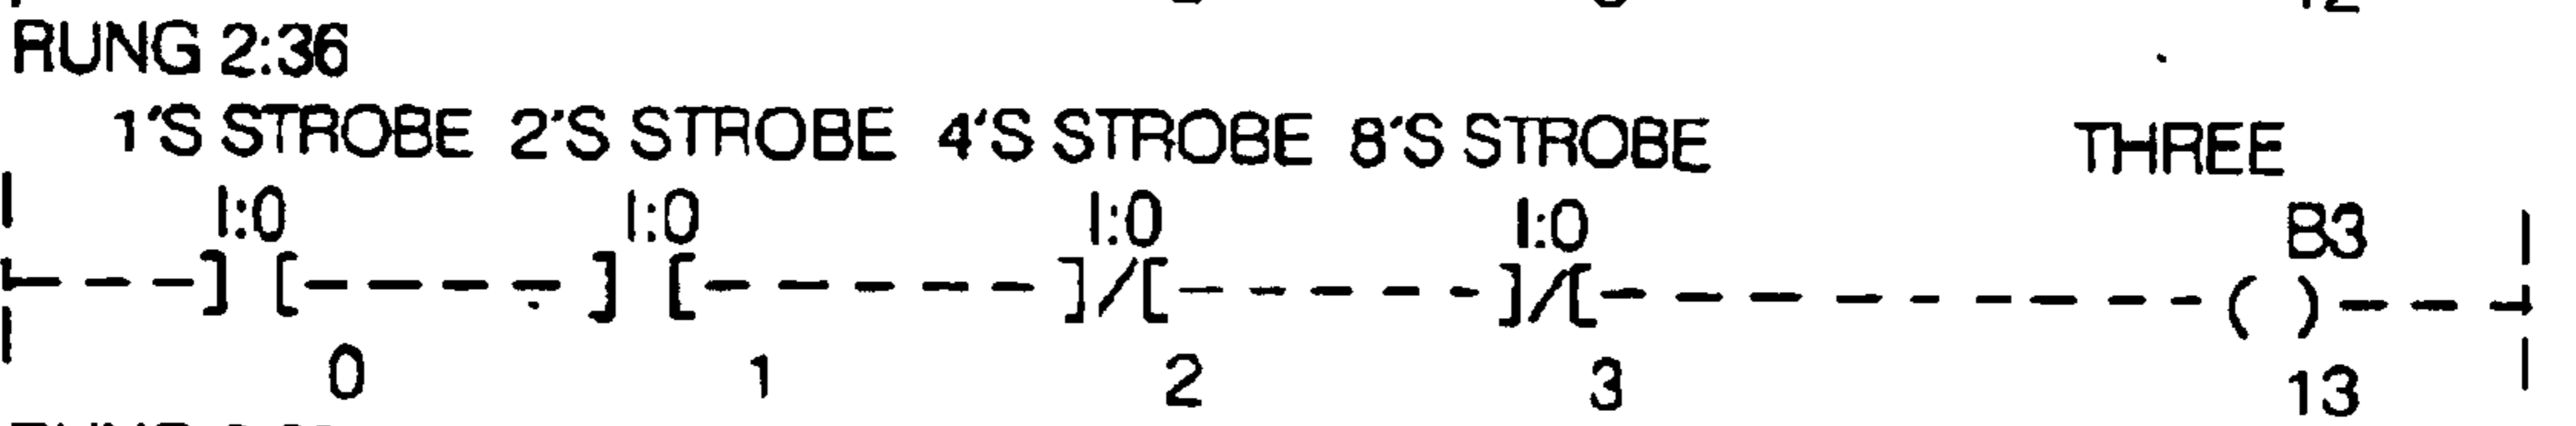 RUNG 2:36
1'S STROBE 2'S STROBE 4'S STROBE 8'S STROBE THREE
I:0 I:0 I:0 I:0 B3
|---] [-----] [-----]/[-----]/[---------( )---|
0 1 2 3 13